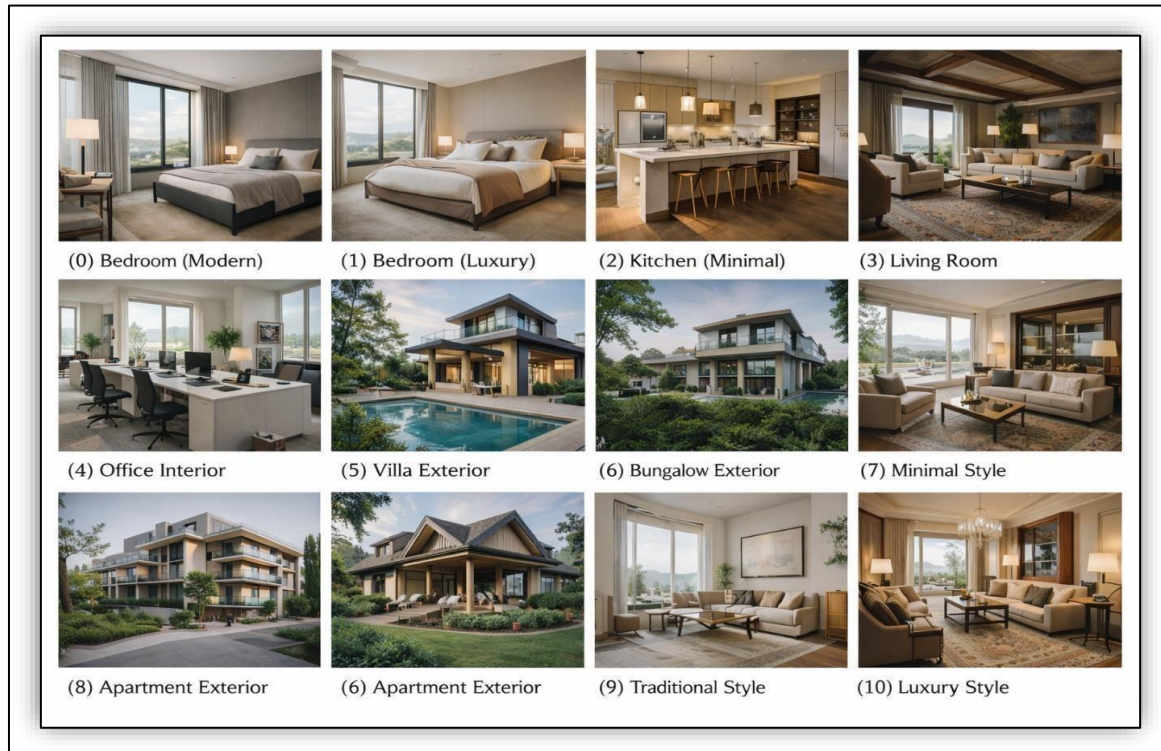 (0) Bedroom (Modern)
(1) Bedroom (Luxury)
(2) Kitchen (Minimal)
(3) Living Room
(4) Office Interior
(5) Villa Exterior
(6) Bungalow Exterior
(7) Minimal Style
(8) Apartment Exterior
(6) Apartment Exterior
(9) Traditional Style
(10) Luxury Style